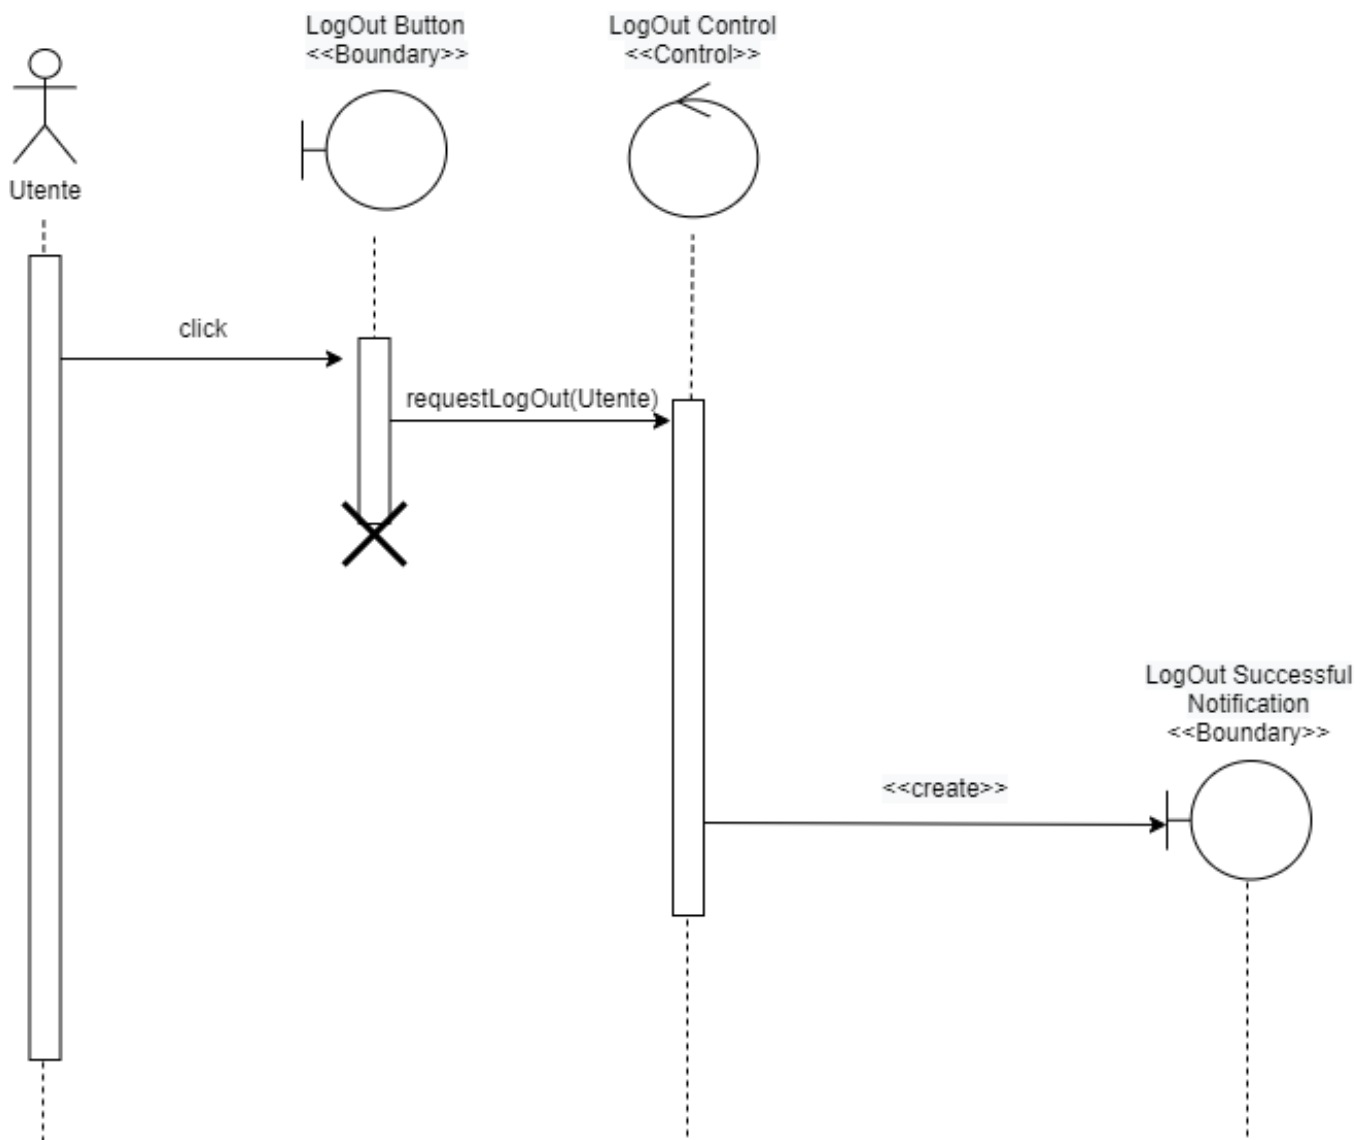 LogOut Button
<<Boundary>>
LogOut Control
<<Control>>
Utente
click
requestLogOut(Utente)
LogOut Successful
Notification
<<Boundary>>
<<create>>